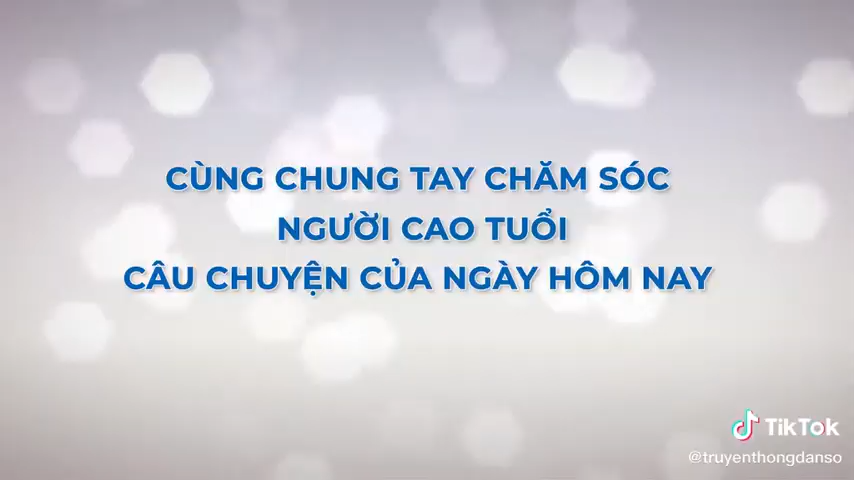 CÙNG CHUNG TAY CHĂM SÓC
NGƯỜI CAO TUỔI
CÂU CHUYỆN CỦA NGÀY HÔM NAY
TikTok
@truyenthongdanso